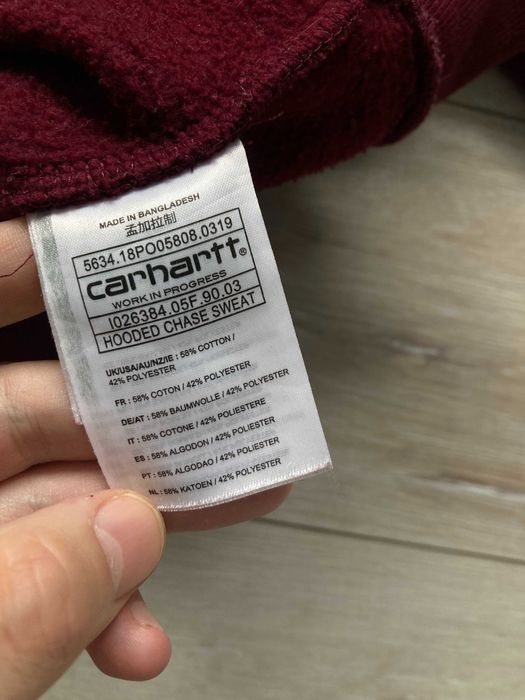 MADE IN BANGLADESH
孟加拉制
5634.18PO05808.0319
carhartt®
WORK IN PROGRESS
I026384.05F.90.03
HOODED CHASE SWEAT
UK/USA/AU/NZ/IE : 58% COTTON /
42% POLYESTER
FR : 58% COTON / 42% POLYESTER
DE/AT : 58% BAUMWOLLE / 42% POLYESTER
IT : 58% COTONE / 42% POLIESTERE
ES : 58% ALGODON / 42% POLIESTER
PT : 58% ALGODAO / 42% POLIESTER
NL : 58% KATOEN / 42% POLYESTER